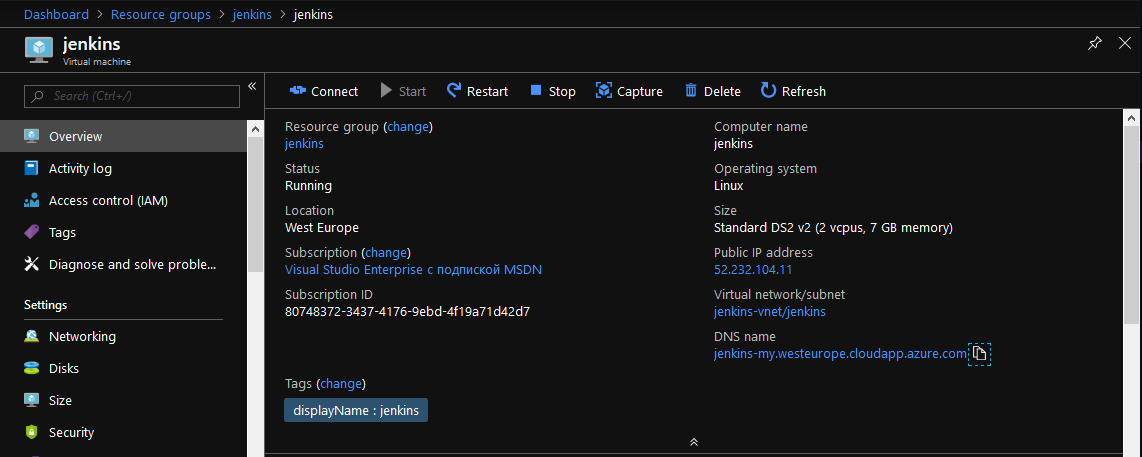 Dashboard > Resource groups > jenkins > jenkins
jenkins
Virtual machine
Search (Ctrl+/)
Overview
Activity log
Access control (IAM)
Tags
Diagnose and solve proble...
Settings
Networking
Disks
Size
Security
Connect Start Restart Stop Capture Delete Refresh
Resource group (change)
jenkins
Status
Running
Location
West Europe
Subscription (change)
Visual Studio Enterprise с подпиской MSDN
Subscription ID
80748372-3437-4176-9ebd-4f19a71d42d7
Computer name
jenkins
Operating system
Linux
Size
Standard DS2 v2 (2 vcpus, 7 GB memory)
Public IP address
52.232.104.11
Virtual network/subnet
jenkins-vnet/jenkins
DNS name
jenkins-my.westeurope.cloudapp.azure.com
Tags (change)
displayName : jenkins